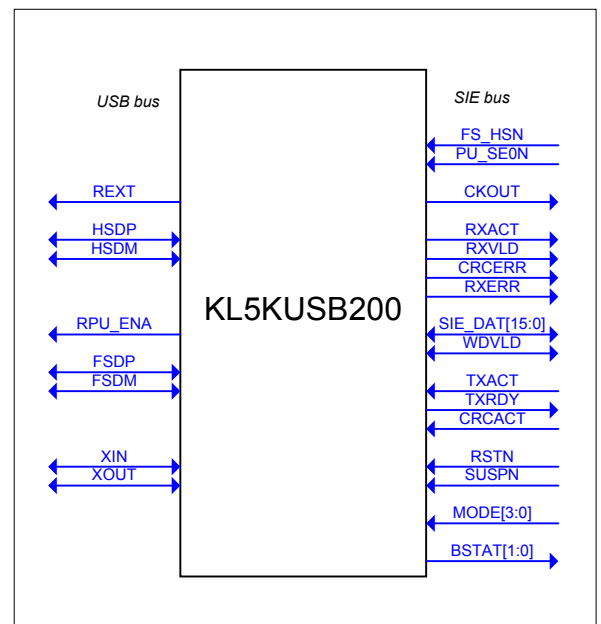 USB bus
SIE bus
FS_HSN
PU_SE0N
REXT
CKOUT
HSDP
HSDM
RXACT
RXVLD
CRCERR
RXERR
KL5KUSB200
RPU_ENA
SIE_DAT[15:0]
WDVLD
FSDP
FSDM
TXACT
TXRDY
CRCACT
XIN
XOUT
RSTN
SUSPN
MODE[3:0]
BSTAT[1:0]